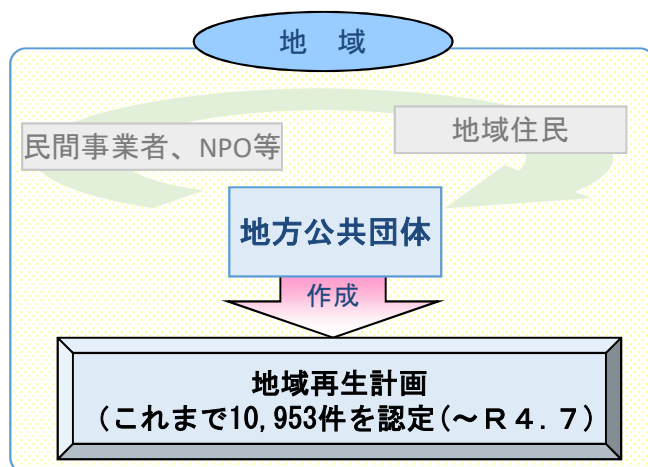 地　域
民間事業者、NPO等
地域住民
地方公共団体
作成
地域再生計画
（これまで10,953件を認定(～Ｒ４．７）